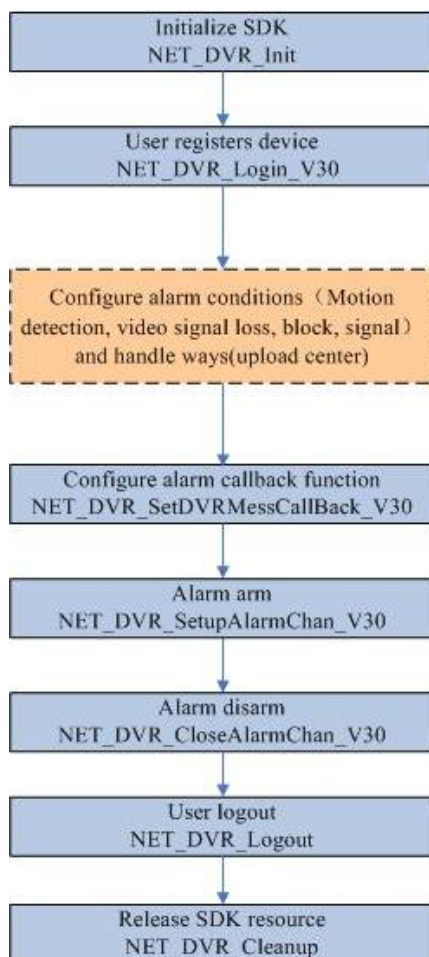 Initialize SDK
NET_DVR_Init
User registers device
NET_DVR_Login_V30
Configure alarm conditions（Motion
detection, video signal loss, block, signal）
and handle ways(upload center)
Configure alarm callback function
NET_DVR_SetDVRMessCallBack_V30
Alarm arm
NET_DVR_SetupAlarmChan_V30
Alarm disarm
NET_DVR_CloseAlarmChan_V30
User logout
NET_DVR_Logout
Release SDK resource
NET_DVR_Cleanup